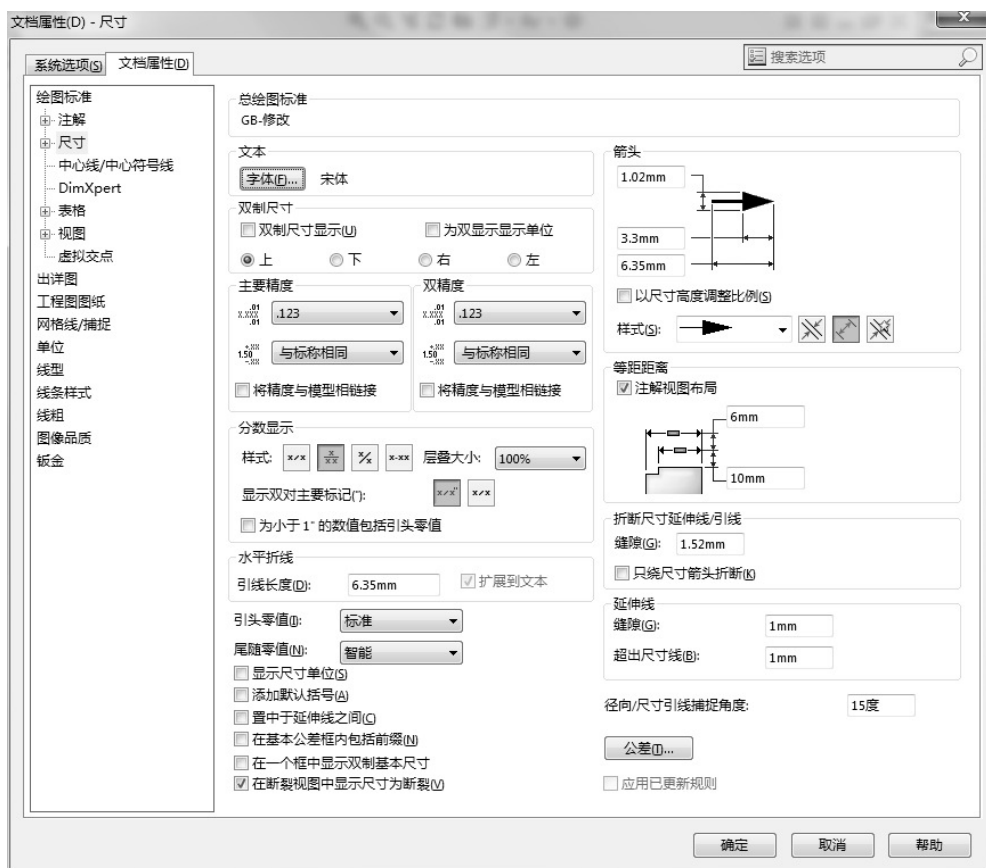 文档属性(D) - 尺寸
系统选项(S)
文档属性(D)
搜索选项
绘图标准
注解
尺寸
中心线/中心符号线
DimXpert
表格
视图
虚拟交点
出详图
工程图图纸
网格线/捕捉
单位
线型
线条样式
线粗
图像品质
钣金
总绘图标准
GB-修改
文本
字体(F)...
宋体
双制尺寸
双制尺寸显示(U)
为双显示显示单位
上
下
右
左
主要精度
.123
与标称相同
将精度与模型相链接
双精度
.123
与标称相同
将精度与模型相链接
分数显示
样式:
层叠大小:
100%
显示双对主要标记("):
为小于 1" 的数值包括引头零值
水平折线
引线长度(D):
6.35mm
扩展到文本
引头零值(I):
标准
尾随零值(N):
智能
显示尺寸单位(S)
添加默认括号(A)
置中于延伸线之间(C)
在基本公差框内包括前缀(N)
在一个框中显示双制基本尺寸
在断裂视图中显示尺寸为断裂(V)
箭头
1.02mm
3.3mm
6.35mm
以尺寸高度调整比例(S)
样式(S):
等距距离
注解视图布局
6mm
10mm
折断尺寸延伸线/引线
缝隙(G):
1.52mm
只绕尺寸箭头折断(K)
延伸线
缝隙(G):
1mm
超出尺寸线(B):
1mm
径向/尺寸引线捕捉角度:
15度
公差(T)...
应用已更新规则
确定
取消
帮助